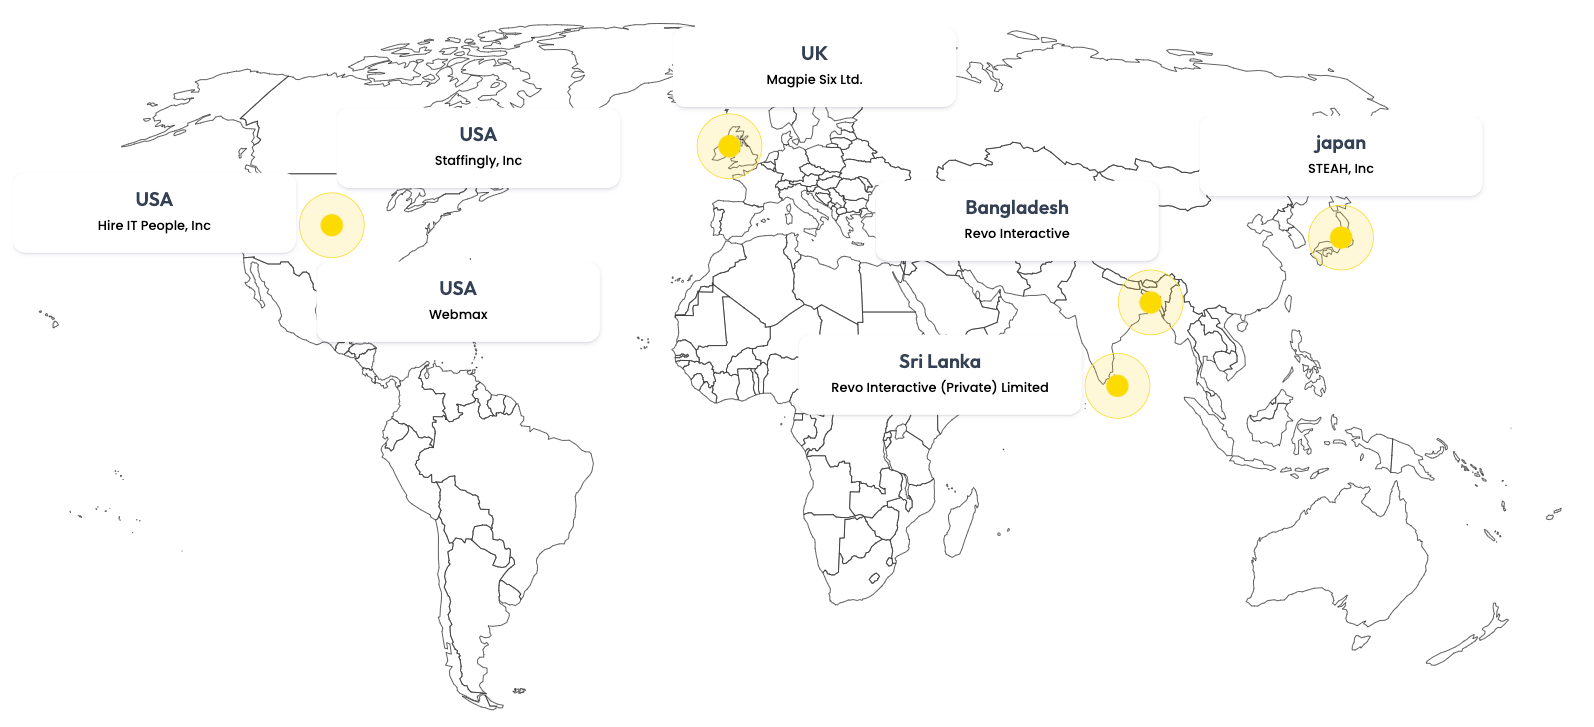 UK
Magpie Six Ltd.
USA
Staffingly, Inc
japan
STEAH, Inc
USA
Hire IT People, Inc
Bangladesh
Revo Interactive
USA
Webmax
Sri Lanka
Revo Interactive (Private) Limited